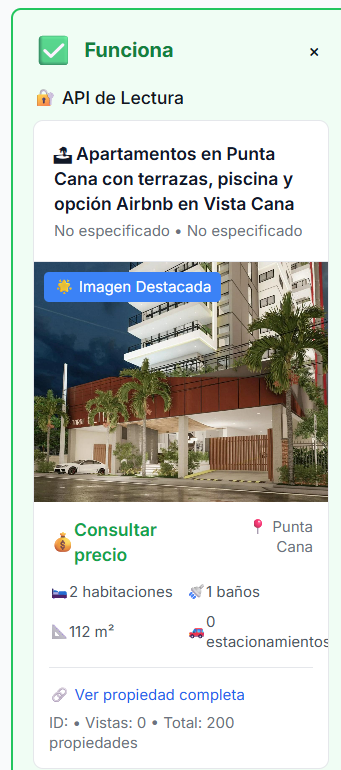 Funciona
×
API de Lectura
Apartamentos en Punta
Cana con terrazas, piscina y
opción Airbnb en Vista Cana
No especificado • No especificado
Imagen Destacada
Consultar
precio
Punta
Cana
2 habitaciones
1 baños
112 m²
0
estacionamientos
Ver propiedad completa
ID: • Vistas: 0 • Total: 200
propiedades